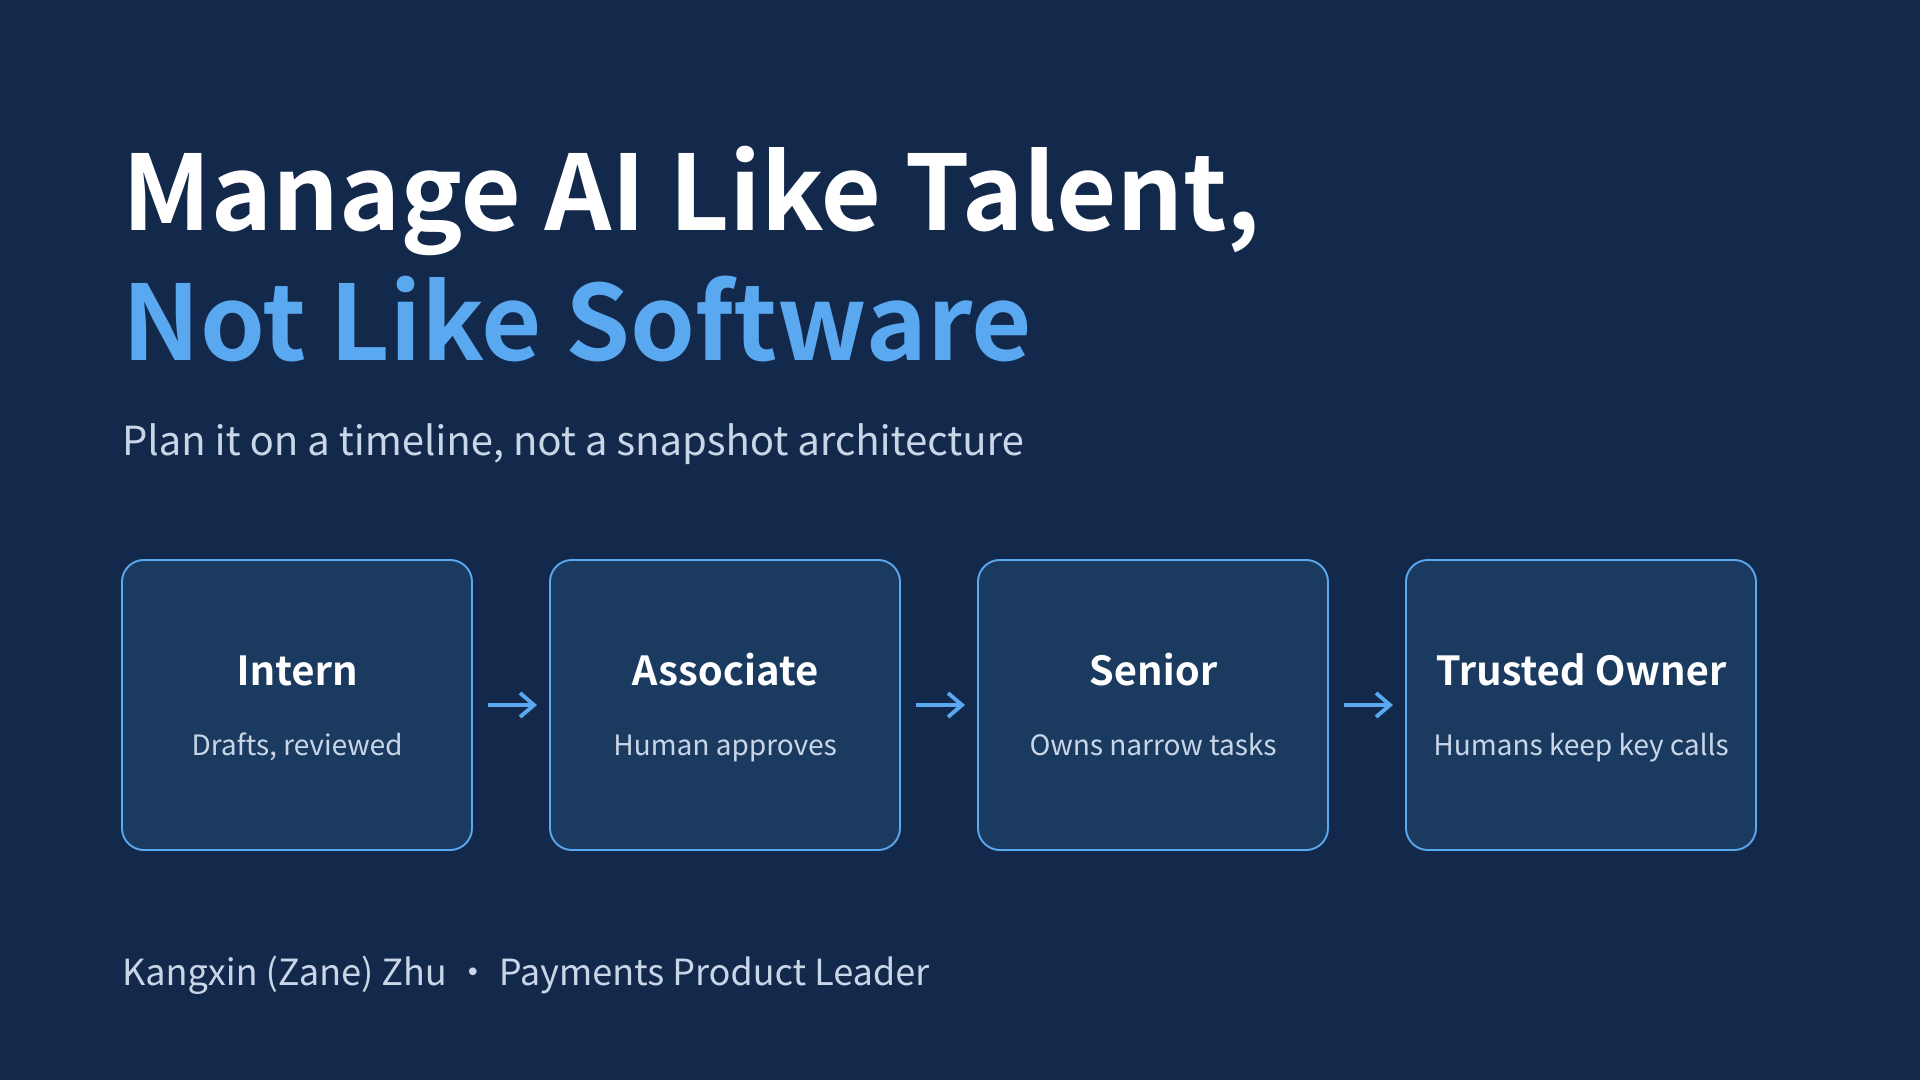 Manage AI Like Talent,
Not Like Software
Plan it on a timeline, not a snapshot architecture
Intern
Drafts, reviewed
Associate
Human approves
Senior
Owns narrow tasks
Trusted Owner
Humans keep key calls
Kangxin (Zane) Zhu • Payments Product Leader